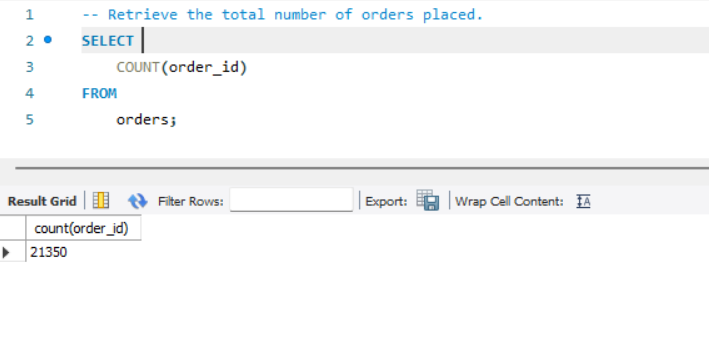 1 -- Retrieve the total number of orders placed.
2 SELECT
3 COUNT(order_id)
4 FROM
5 orders;
Result Grid Filter Rows: Export: Wrap Cell Content: IA
count(order_id)
21350